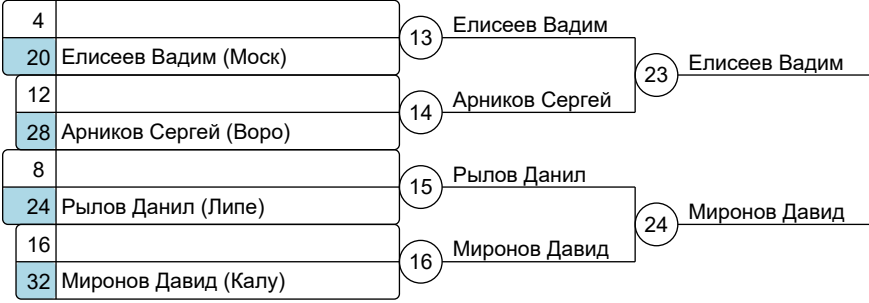 4
20 Елисеев Вадим (Моск)
13 Елисеев Вадим
12
28 Арников Сергей (Воро)
14 Арников Сергей
23 Елисеев Вадим
8
24 Рылов Данил (Липе)
15 Рылов Данил
16
32 Миронов Давид (Калу)
16 Миронов Давид
24 Миронов Давид